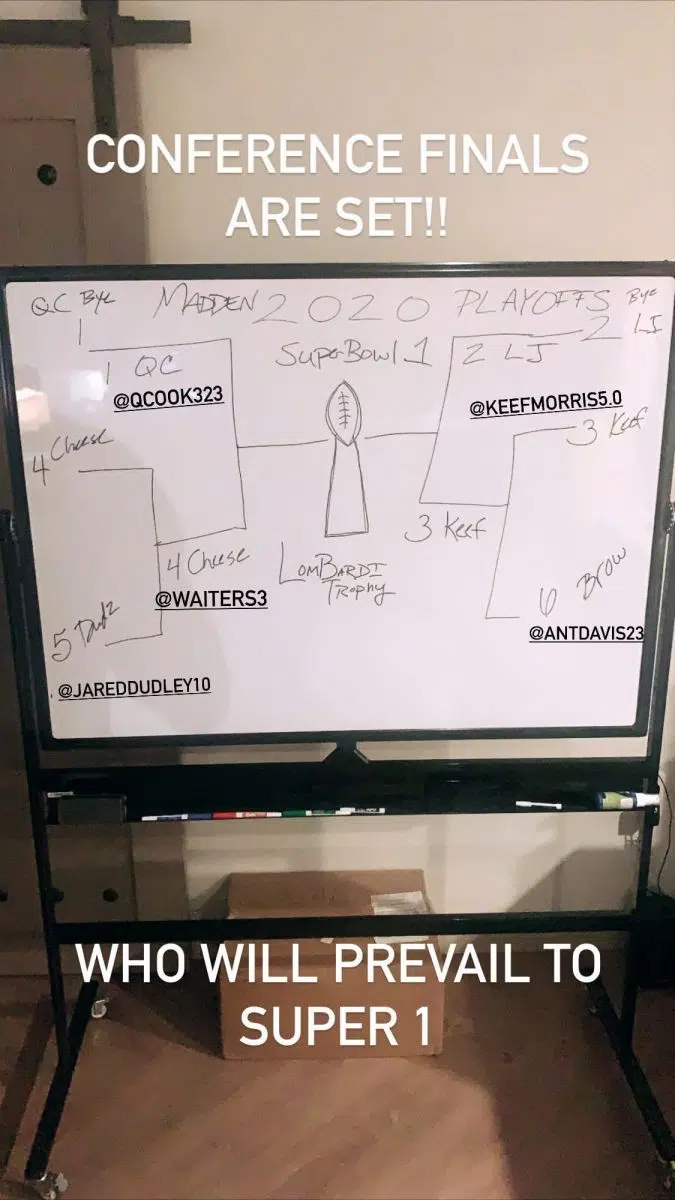 CONFERENCE FINALS
ARE SET!!
QC Bye MADDEN 2020 PLAYOFFS Bye
1 2 LJ
1 QC SuperBowl 1 2 LJ
@QCOOK323 @KEEFMORRIS5.0
4 Cheese 3 Keef
3 Keef
4 Cheese LOMBARDI
@WAITERS3 TROPHY
5 Dudz 6 Brow
@JAREDDUDLEY10 @ANTDAVIS23
WHO WILL PREVAIL TO
SUPER 1